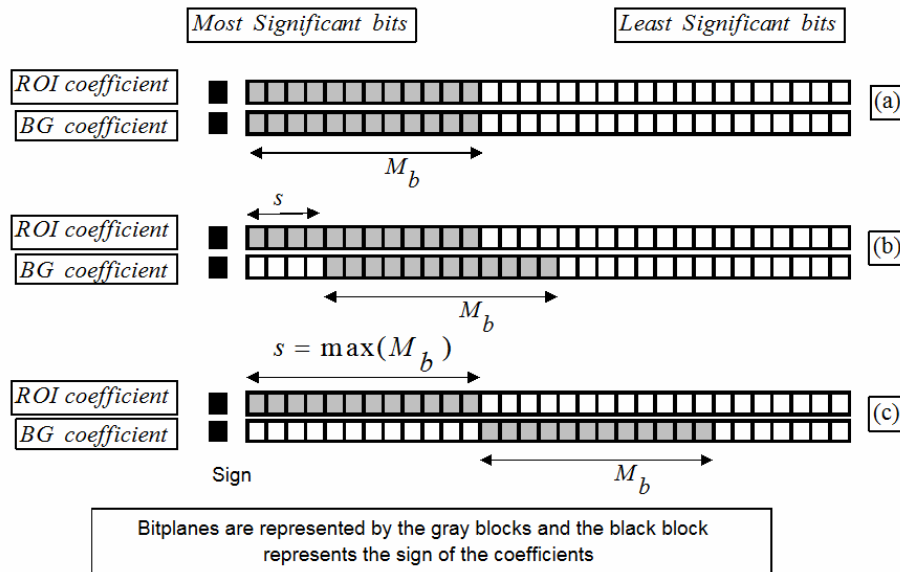 Most Significant bits
Least Significant bits
ROI coefficient
BG coefficient
(a)
M_b
s
ROI coefficient
BG coefficient
(b)
M_b
s = max(M_b)
ROI coefficient
BG coefficient
(c)
M_b
Sign
Bitplanes are represented by the gray blocks and the black block
represents the sign of the coefficients